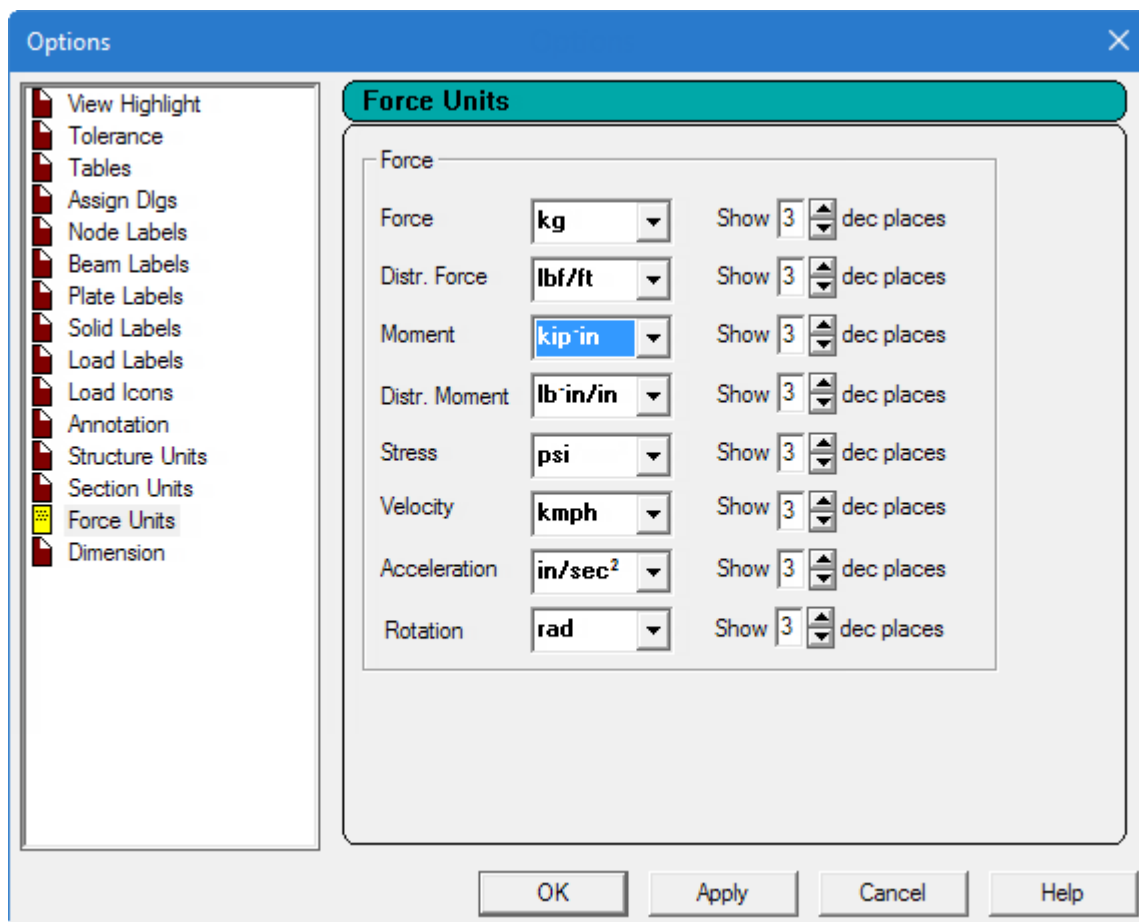 Options
View Highlight
Tolerance
Tables
Assign Dlgs
Node Labels
Beam Labels
Plate Labels
Solid Labels
Load Labels
Load Icons
Annotation
Structure Units
Section Units
Force Units
Dimension
Force Units
Force
Force kg Show 3 dec places
Distr. Force lbf/ft Show 3 dec places
Moment kip-in Show 3 dec places
Distr. Moment lb-in/in Show 3 dec places
Stress psi Show 3 dec places
Velocity kmph Show 3 dec places
Acceleration in/sec² Show 3 dec places
Rotation rad Show 3 dec places
OK Apply Cancel Help